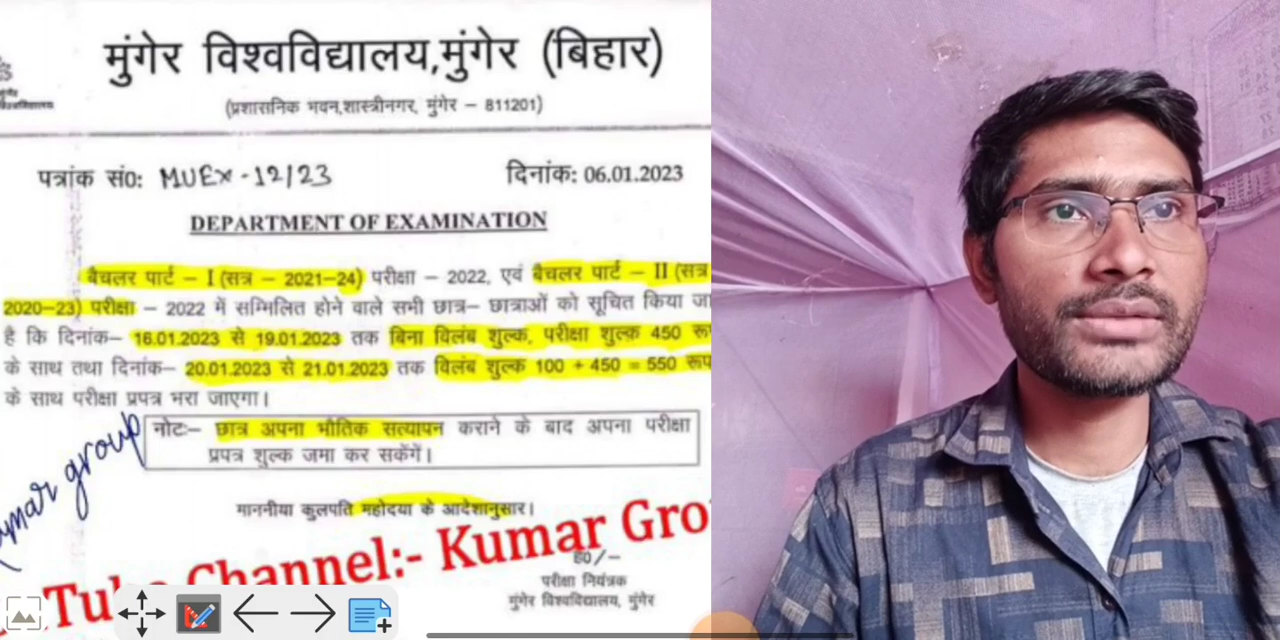 मुंगेर विश्वविद्यालय,मुंगेर (बिहार)
(प्रशासनिक भवन,शास्त्रीनगर, मुंगेर – 811201)
पत्रांक सं0: MUEX-12/23 दिनांक: 06.01.2023
DEPARTMENT OF EXAMINATION
बैचलर पार्ट – I (सत्र – 2021–24) परीक्षा – 2022, एवं बैचलर पार्ट – II (सत्र
2020–23) परीक्षा – 2022 में सम्मिलित होने वाले सभी छात्र– छात्राओं को सूचित किया जा
है कि दिनांक– 16.01.2023 से 19.01.2023 तक बिना विलंब शुल्क, परीक्षा शुल्क 450 रू
के साथ तथा दिनांक– 20.01.2023 से 21.01.2023 तक विलंब शुल्क 100 + 450 = 550 रूप
के साथ परीक्षा प्रपत्र भरा जाएगा।
नोटः– छात्र अपना भौतिक सत्यापन कराने के बाद अपना परीक्षा
प्रपत्र शुल्क जमा कर सकेंगें।
umar group
माननीया कुलपति महोदया के आदेशानुसार।
Tube Channel:- Kumar Gro
ह0/–
परीक्षा नियंत्रक
मुंगेर विश्वविद्यालय, मुंगेर